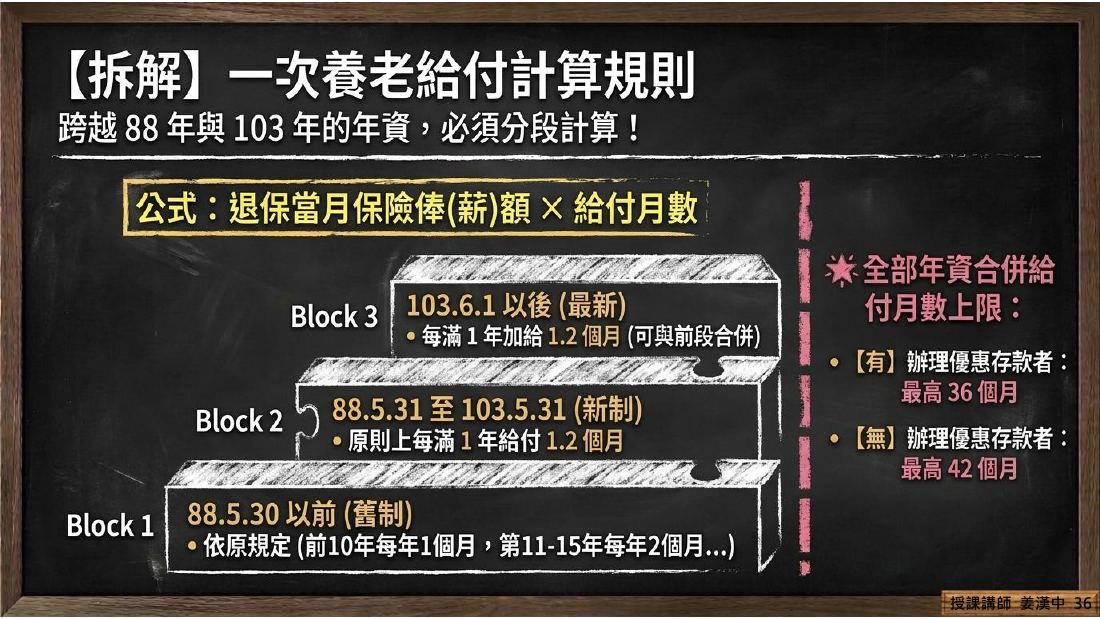 【拆解】一次養老給付計算規則
跨越 88 年與 103 年的年資，必須分段計算！
公式：退保當月保險俸(薪)額 × 給付月數
Block 3
103.6.1 以後 (最新)
• 每滿 1 年加給 1.2 個月 (可與前段合併)
Block 2
88.5.31 至 103.5.31 (新制)
• 原則上每滿 1 年給付 1.2 個月
Block 1
88.5.30 以前 (舊制)
• 依原規定 (前10年每年1個月，第11-15年每年2個月...)
全部年資合併給
付月數上限：
• 【有】辦理優惠存款者：
最高 36 個月
• 【無】辦理優惠存款者：
最高 42 個月
授課講師 姜漢中 36